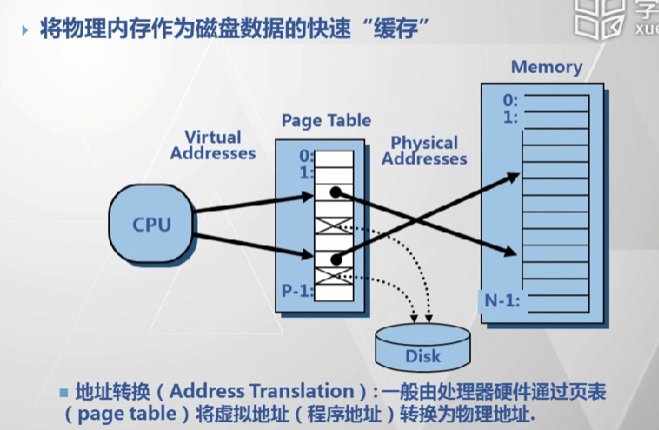 将物理内存作为磁盘数据的快速“缓存”
Memory
0:
1:
N-1:
Page Table
0:
1:
P-1:
Virtual
Addresses
Physical
Addresses
CPU
Disk
地址转换（Address Translation）: 一般由处理器硬件通过页表
（page table）将虚拟地址（程序地址）转换为物理地址.